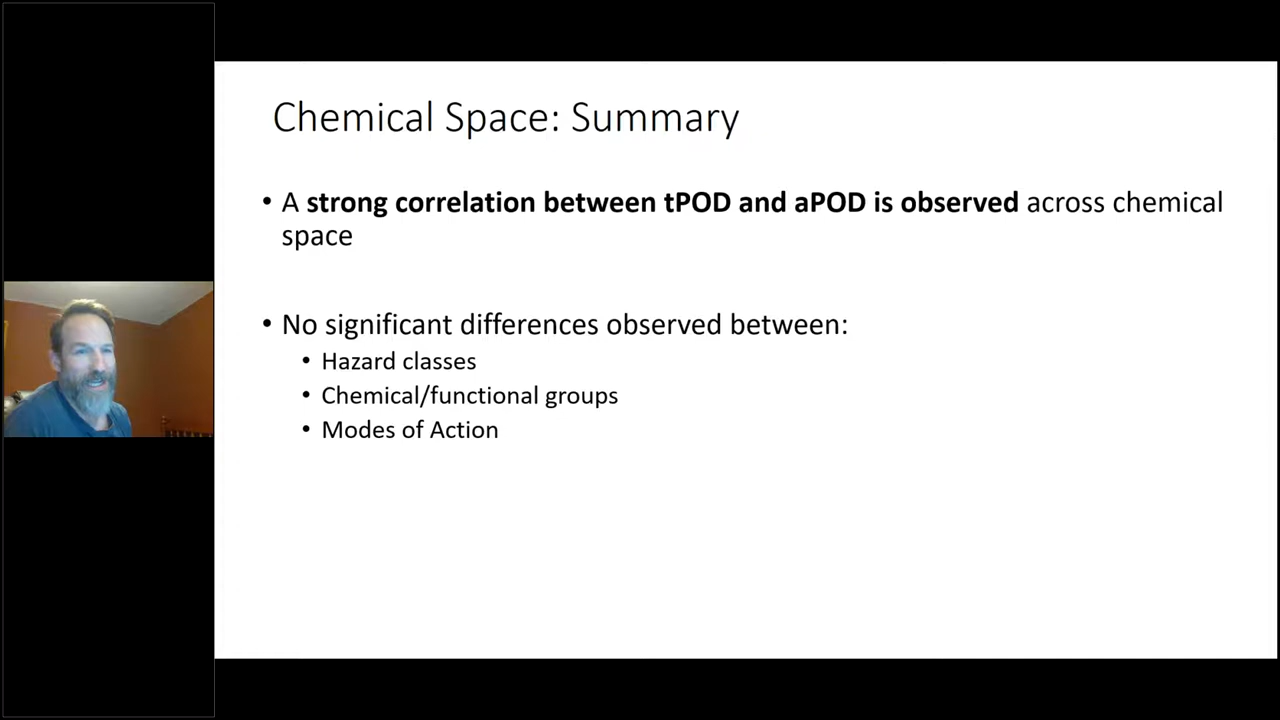 Chemical Space: Summary
• A strong correlation between tPOD and aPOD is observed across chemical
space
• No significant differences observed between:
• Hazard classes
• Chemical/functional groups
• Modes of Action